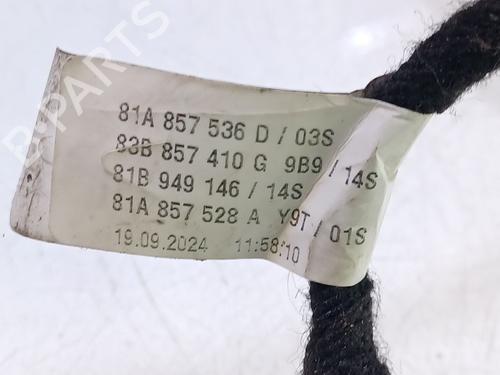 B-PARTS
81A 857 536 D / 03S
83B 857 410 G 9B9 / 14S
81B 949 146 / 14S
81A 857 528 A Y9T / 01S
19.09.2024 11:58:10